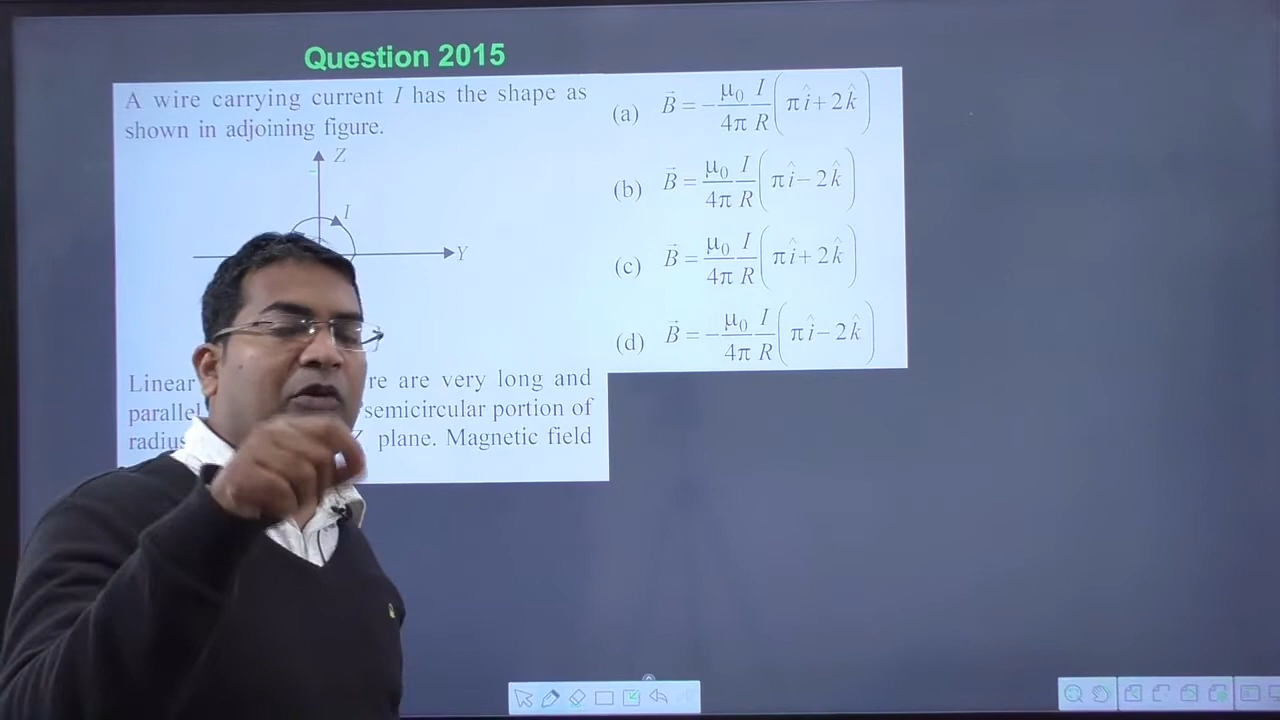 Question 2015
A wire carrying current I has the shape as
shown in adjoining figure.
Z
I
Y
Linear re are very long and
parallel semicircular portion of
radius Z plane. Magnetic field
(a) B⃗ = −μ₀/4π I/R (πî + 2k̂)
(b) B⃗ = μ₀/4π I/R (πî − 2k̂)
(c) B⃗ = μ₀/4π I/R (πî + 2k̂)
(d) B⃗ = −μ₀/4π I/R (πî − 2k̂)